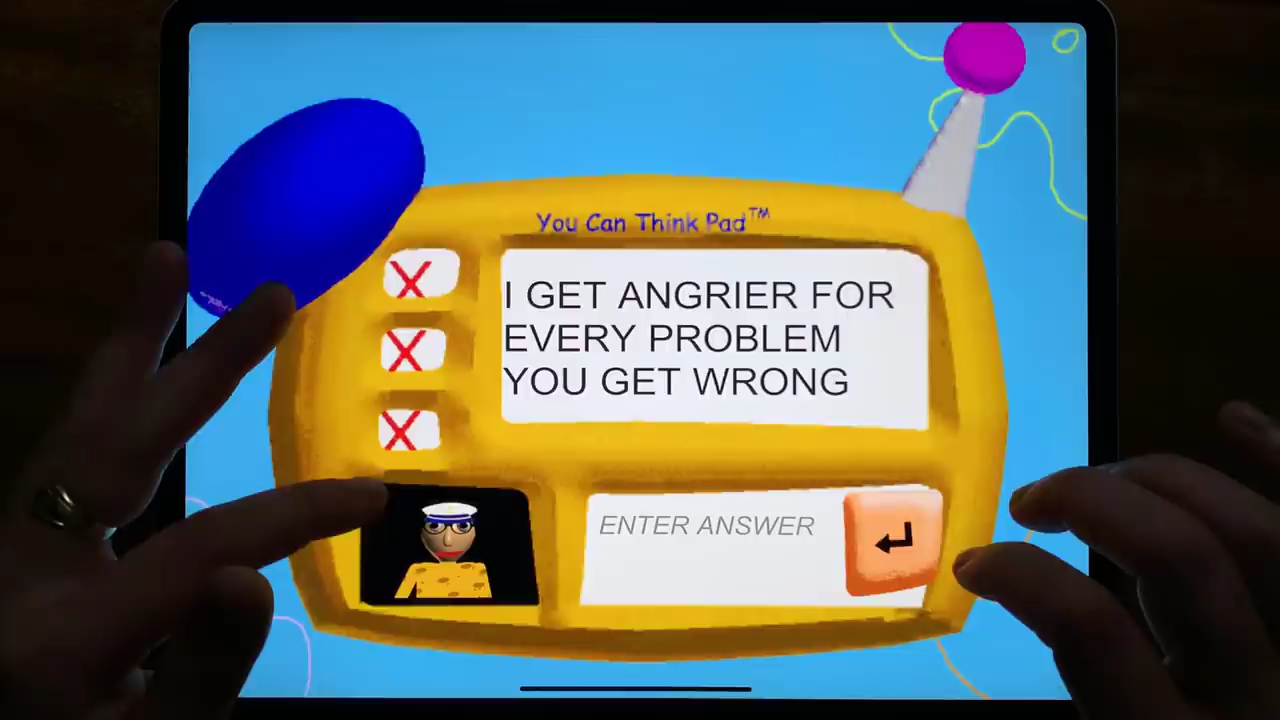 You Can Think Pad™
I GET ANGRIER FOR
EVERY PROBLEM
YOU GET WRONG
ENTER ANSWER